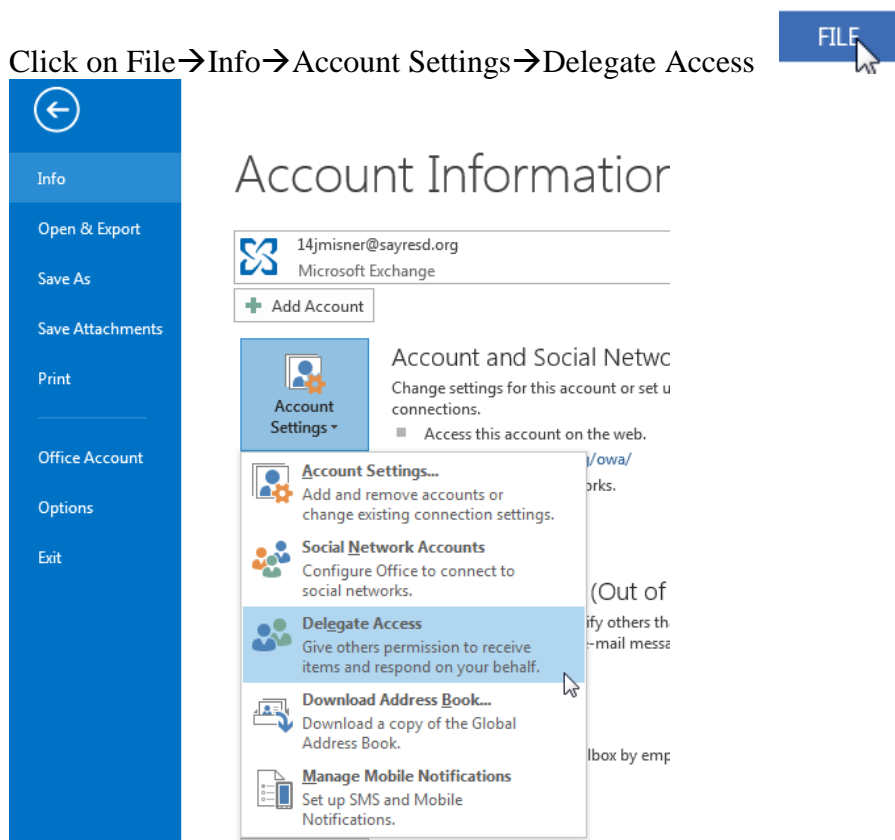 FILE
Click on File→Info→Account Settings→Delegate Access
Info
Open & Export
Save As
Save Attachments
Print
Office Account
Options
Exit
Account Information
14jmisner@sayresd.org
Microsoft Exchange
Add Account
Account
Settings
Account and Social Netwo
Change settings for this account or set u
connections.
Access this account on the web.
/owa/
orks.
Account Settings...
Add and remove accounts or
change existing connection settings.
Social Network Accounts
Configure Office to connect to
social networks.
(Out of
Delegate Access
Give others permission to receive
items and respond on your behalf.
ify others th
-mail messa
Download Address Book...
Download a copy of the Global
Address Book.
lbox by emp
Manage Mobile Notifications
Set up SMS and Mobile
Notifications.